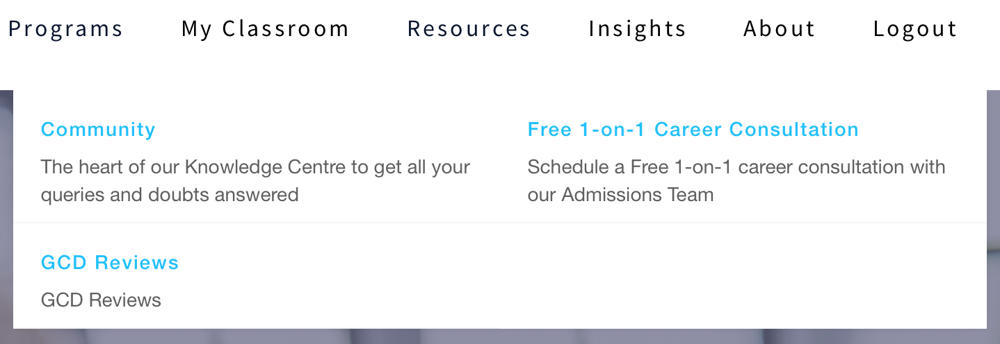 Programs My Classroom Resources Insights About Logout
Community
The heart of our Knowledge Centre to get all your
queries and doubts answered
Free 1-on-1 Career Consultation
Schedule a Free 1-on-1 career consultation with
our Admissions Team
GCD Reviews
GCD Reviews